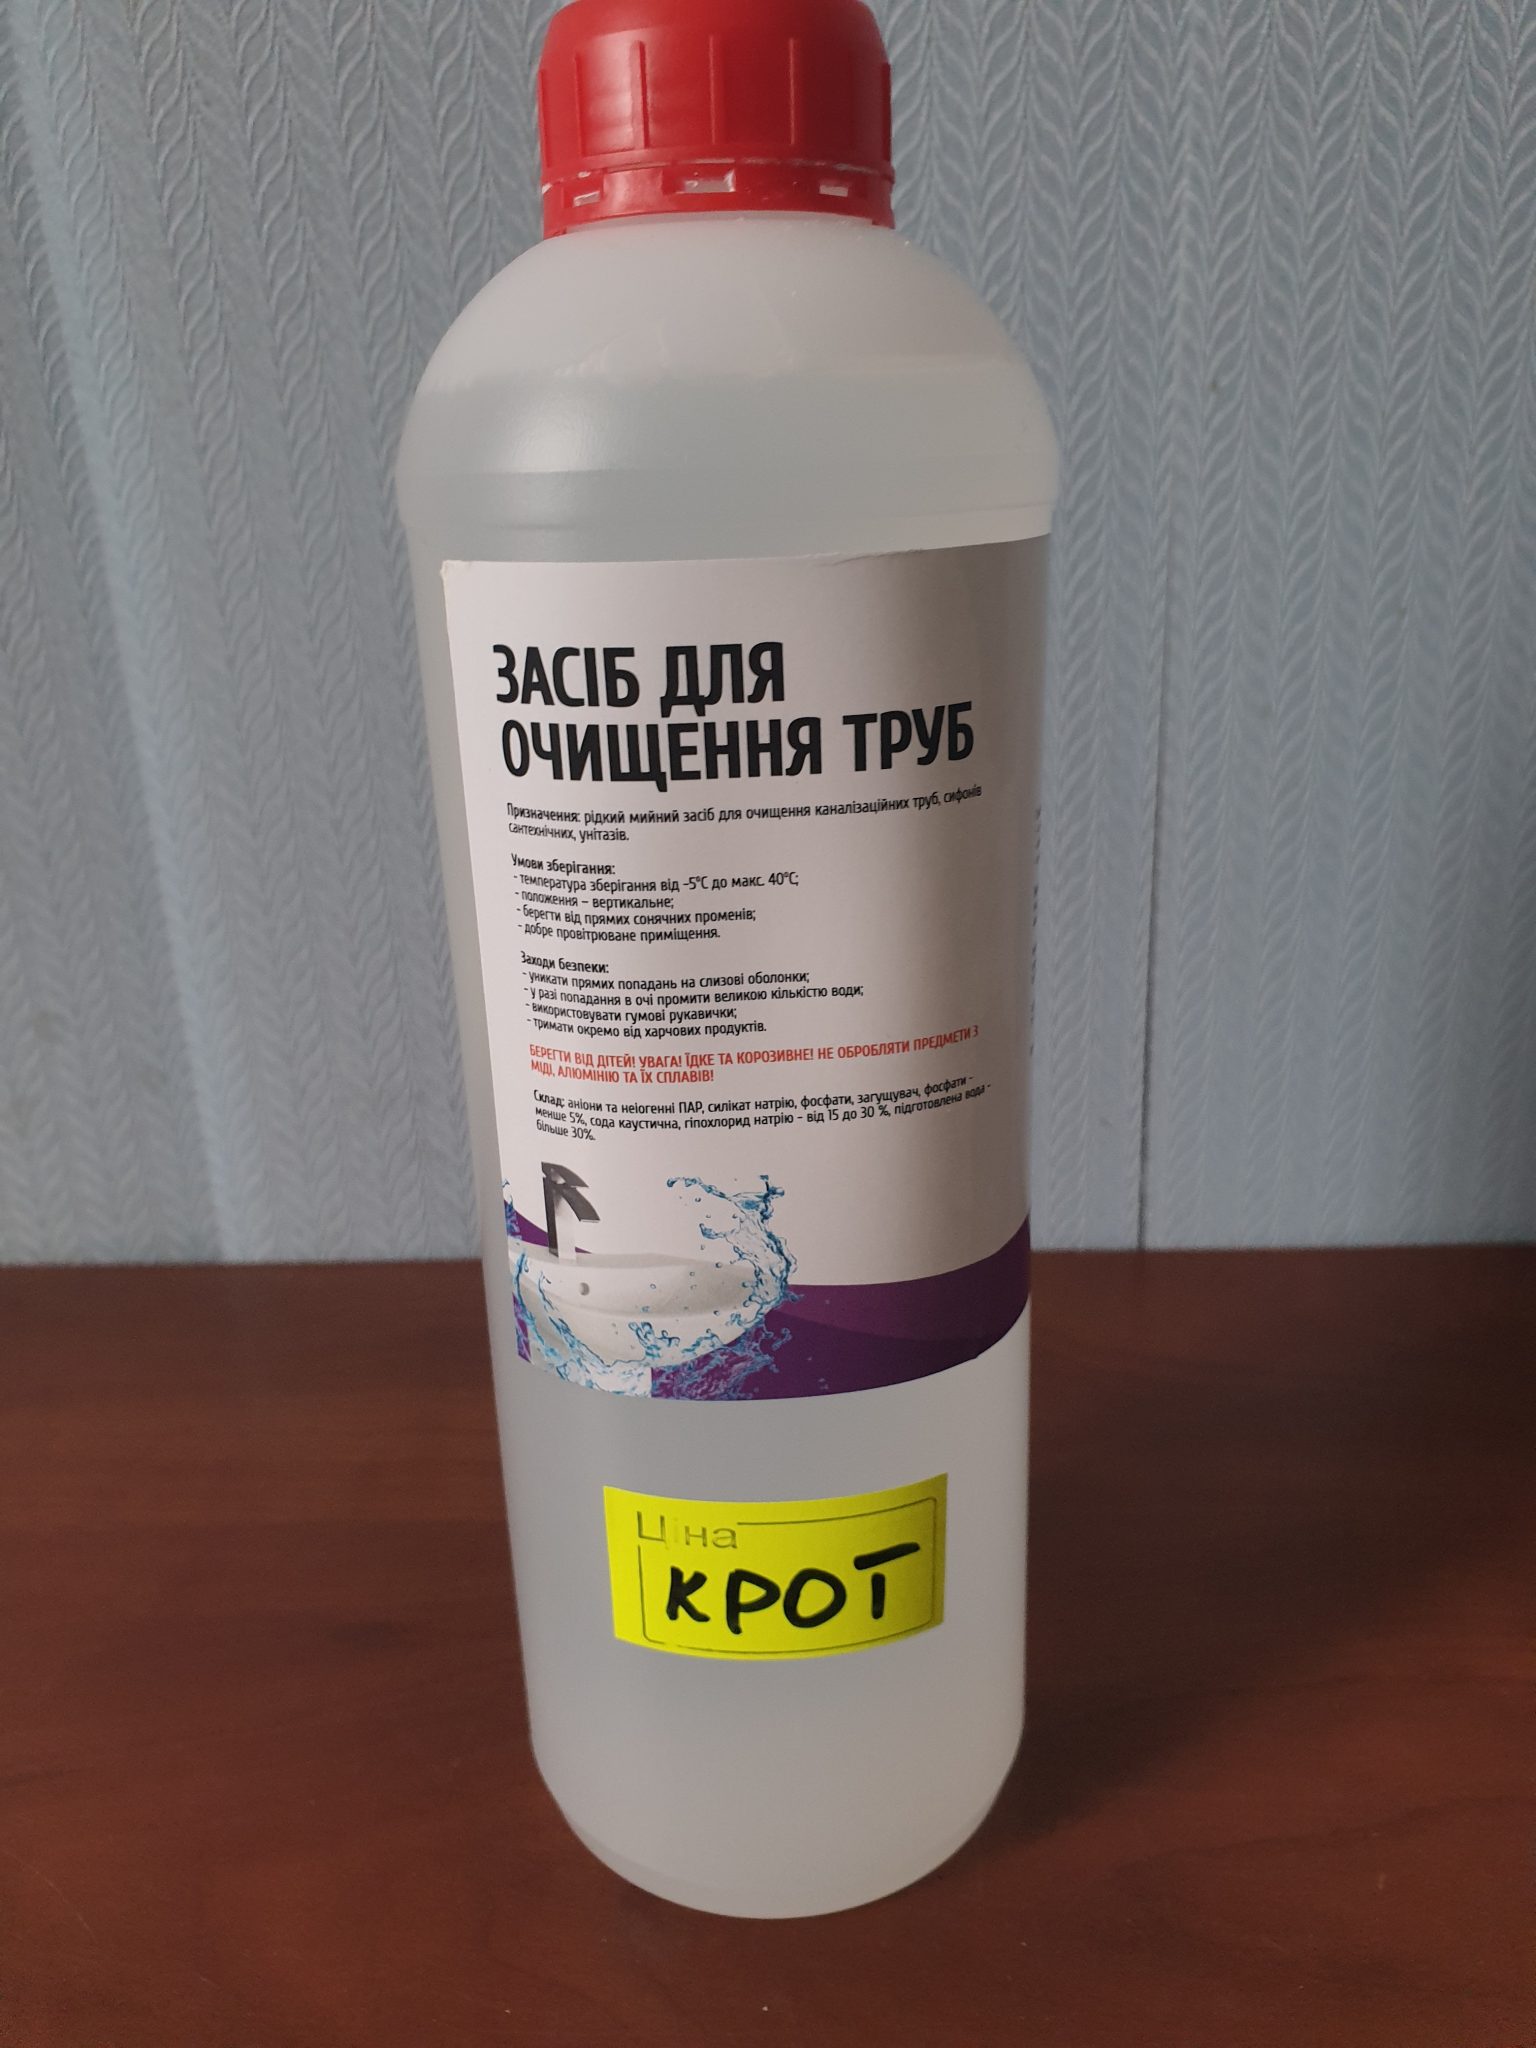 ЗАСІБ ДЛЯ
ОЧИЩЕННЯ ТРУБ
Призначення: рідкий мийний засіб для очищення каналізаційних труб, сифонів
сантехнічних, унітазів.
Умови зберігання:
- температура зберігання від -5°С до макс. 40°С;
- положення – вертикальне;
- берегти від прямих сонячних променів;
- добре провітрюване приміщення.
Заходи безпеки:
- уникати прямих попадань на слизові оболонки;
- у разі попадання в очі промити великою кількістю води;
- використовувати гумові рукавички;
- тримати окремо від харчових продуктів.
БЕРЕГТИ ВІД ДІТЕЙ! УВАГА! ЇДКЕ ТА КОРОЗИВНЕ! НЕ ОБРОБЛЯТИ ПРЕДМЕТИ З
МІДІ, АЛЮМІНІЮ ТА ЇХ СПЛАВІВ!
Склад: аніони та неіогенні ПАР, силікат натрію, фосфати, загущувач, фосфати -
менше 5%, сода каустична, гіпохлорид натрію - від 15 до 30 %, підготовлена вода -
більше 30%.
Ціна
КРОТ